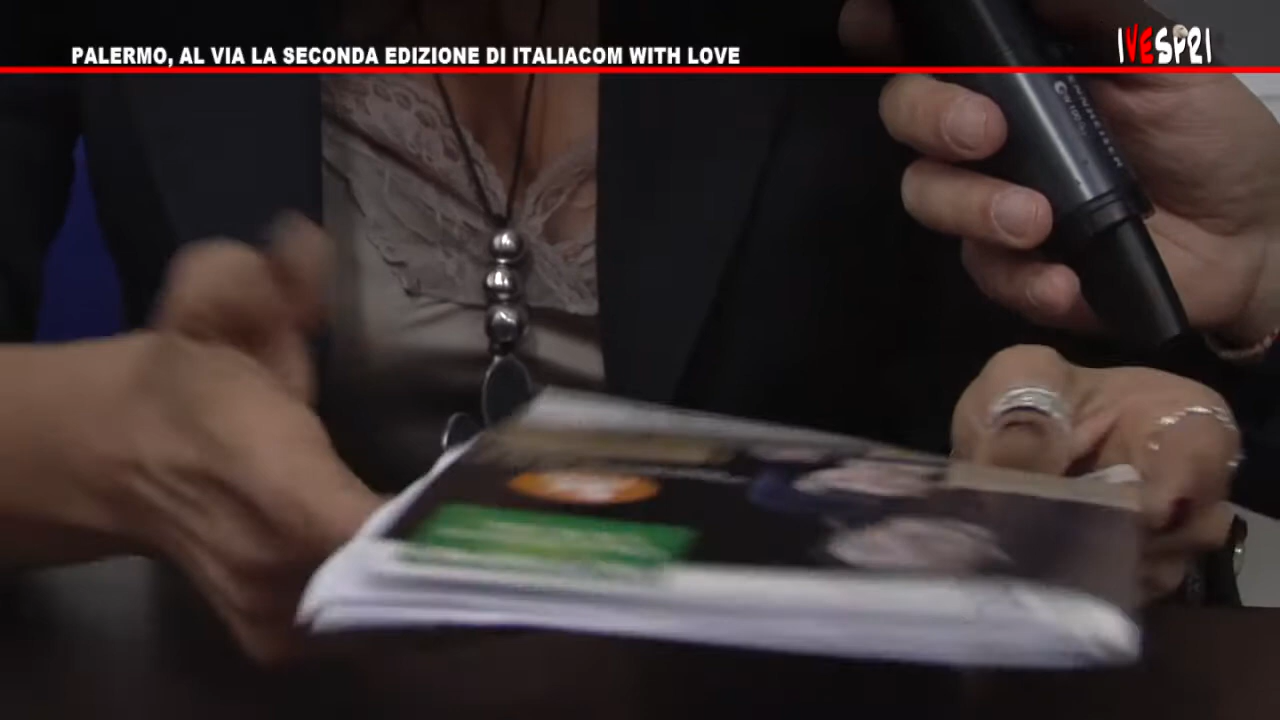 PALERMO, AL VIA LA SECONDA EDIZIONE DI ITALIACOM WITH LOVE
IVESPRI